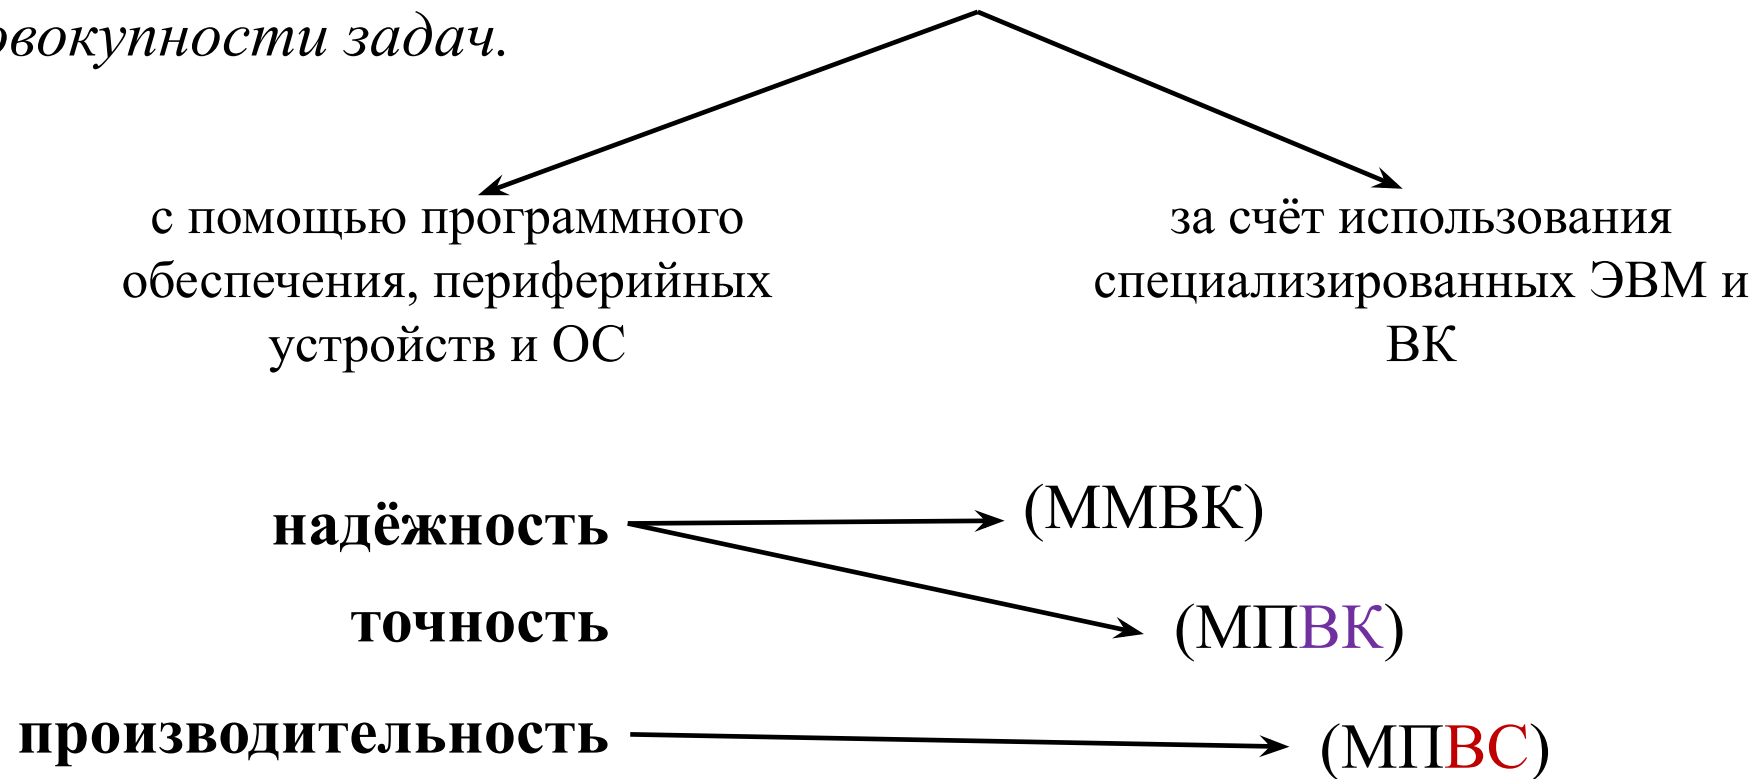 задач.
с помощью программного
обеспечения, периферийных
устройств и ОС
за счёт использования
специализированных ЭВМ и
ВК
надёжность
(ММВК)
точность
(МПВК)
производительность
(МПВС)